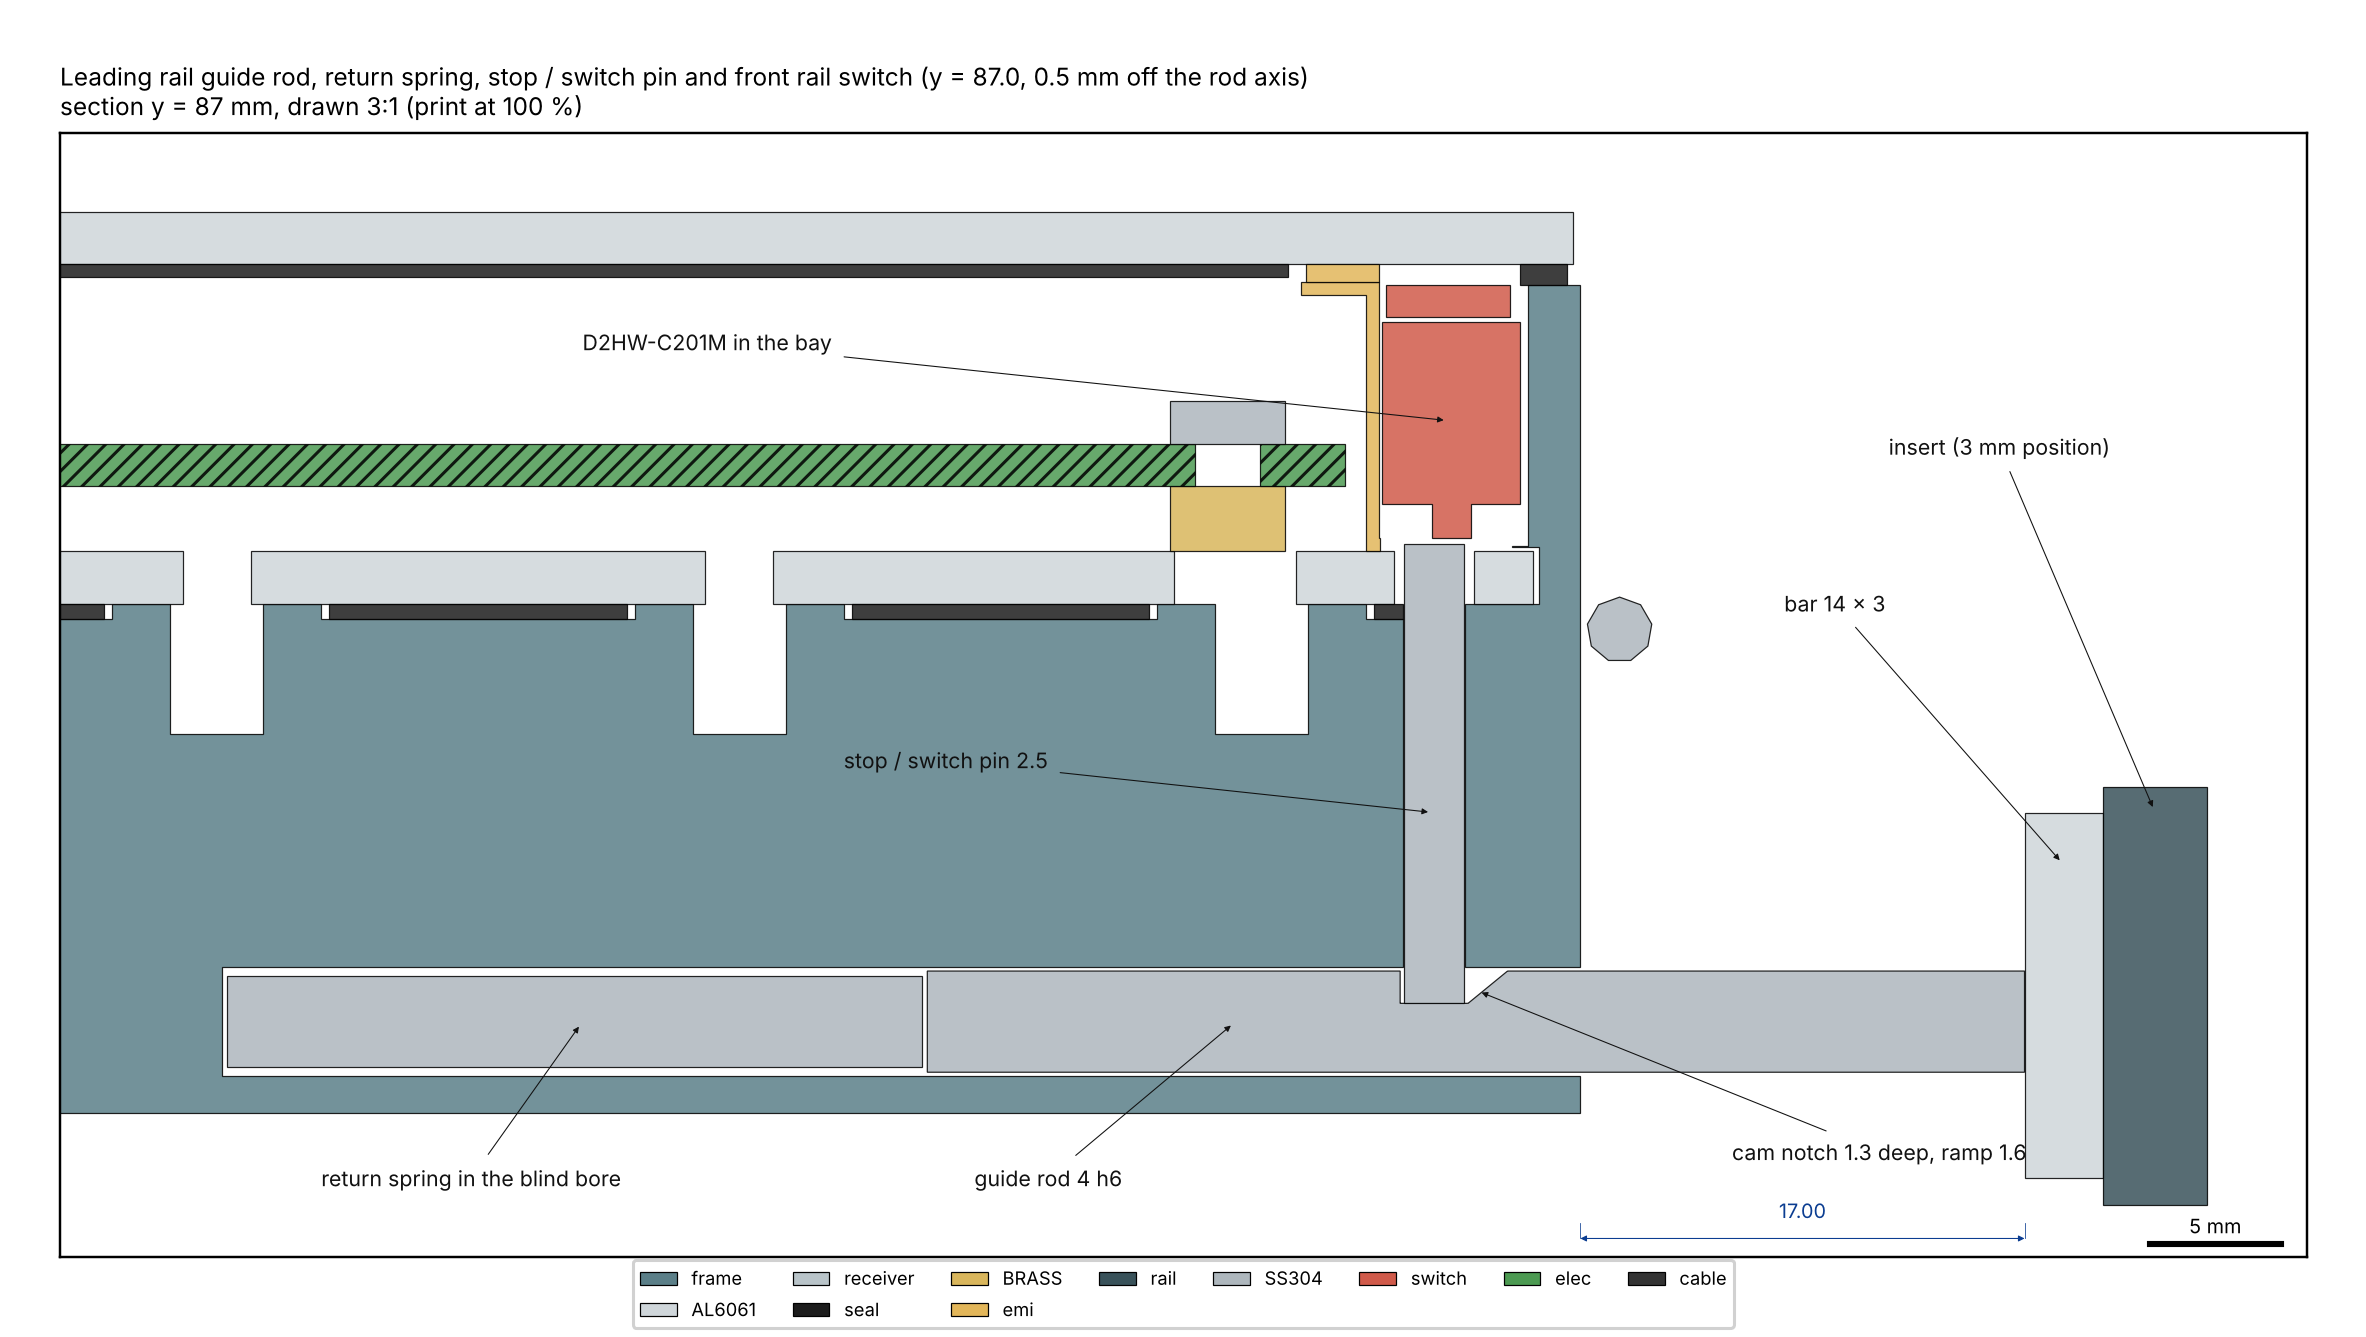 Leading rail guide rod, return spring, stop / switch pin and front rail switch (y = 87.0, 0.5 mm off the rod axis)
section y = 87 mm, drawn 3:1 (print at 100 %)
D2HW-C201M in the bay
insert (3 mm position)
bar 14 × 3
stop / switch pin 2.5
cam notch 1.3 deep, ramp 1.6
return spring in the blind bore
guide rod 4 h6
17.00
5 mm
frame
receiver
BRASS
rail
SS304
switch
elec
cable
AL6061
seal
emi